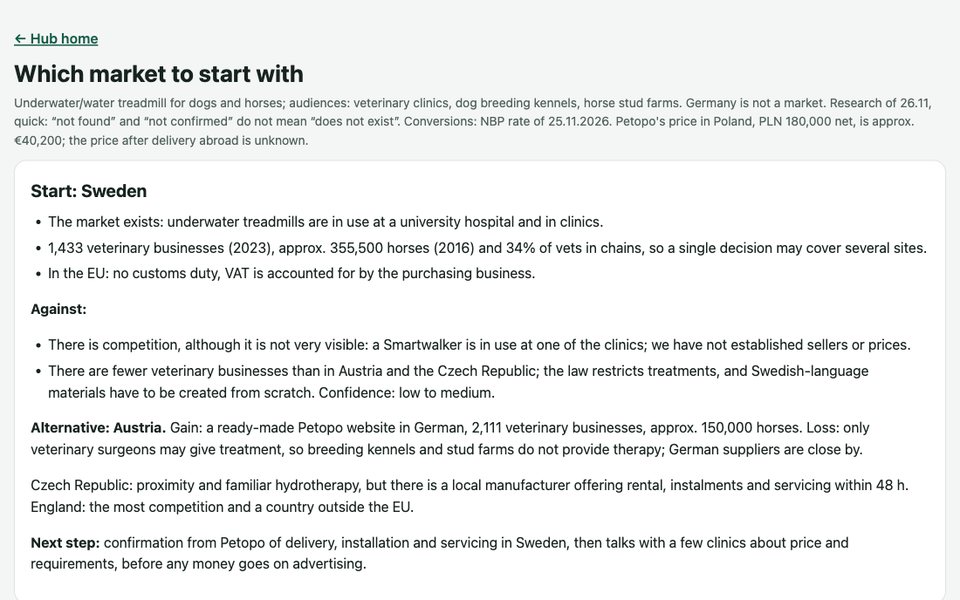 ← Hub home
Which market to start with
Underwater/water treadmill for dogs and horses; audiences: veterinary clinics, dog breeding kennels, horse stud farms. Germany is not a market. Research of 26.11,
quick: “not found” and “not confirmed” do not mean “does not exist”. Conversions: NBP rate of 25.11.2026. Petopo's price in Poland, PLN 180,000 net, is approx.
€40,200; the price after delivery abroad is unknown.
Start: Sweden
• The market exists: underwater treadmills are in use at a university hospital and in clinics.
• 1,433 veterinary businesses (2023), approx. 355,500 horses (2016) and 34% of vets in chains, so a single decision may cover several sites.
• In the EU: no customs duty, VAT is accounted for by the purchasing business.
Against:
• There is competition, although it is not very visible: a Smartwalker is in use at one of the clinics; we have not established sellers or prices.
• There are fewer veterinary businesses than in Austria and the Czech Republic; the law restricts treatments, and Swedish-language
materials have to be created from scratch. Confidence: low to medium.
Alternative: Austria. Gain: a ready-made Petopo website in German, 2,111 veterinary businesses, approx. 150,000 horses. Loss: only
veterinary surgeons may give treatment, so breeding kennels and stud farms do not provide therapy; German suppliers are close by.
Czech Republic: proximity and familiar hydrotherapy, but there is a local manufacturer offering rental, instalments and servicing within 48 h.
England: the most competition and a country outside the EU.
Next step: confirmation from Petopo of delivery, installation and servicing in Sweden, then talks with a few clinics about price and
requirements, before any money goes on advertising.